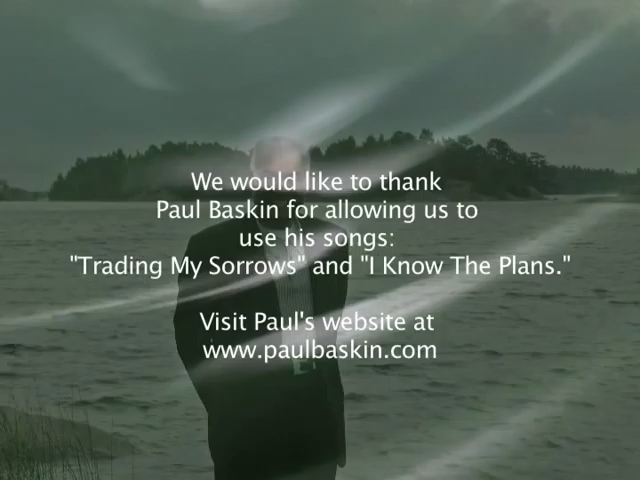 We would like to thank
Paul Baskin for allowing us to
use his songs:
"Trading My Sorrows" and "I Know The Plans."
Visit Paul's website at
www.paulbaskin.com